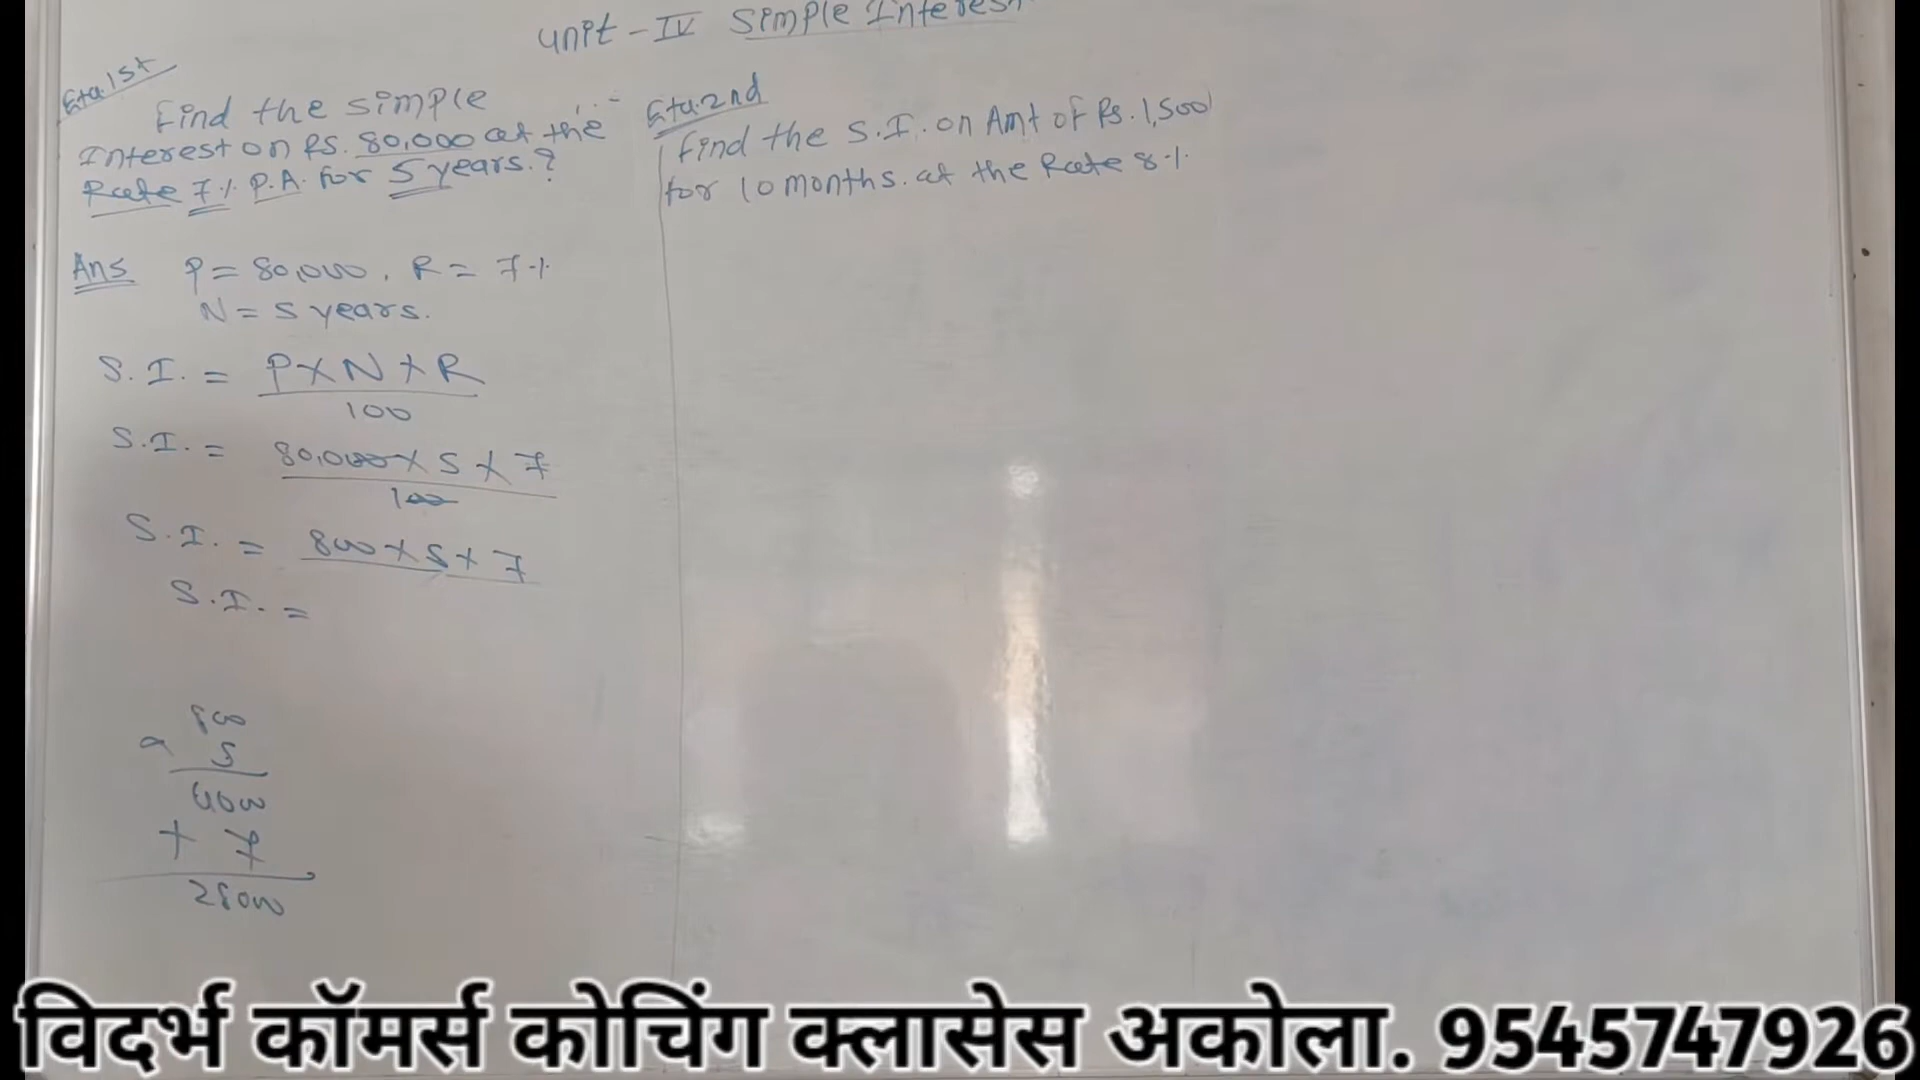 Unit - IV Simple Interest
Eta. 1st
Find the simple
Interest on Rs. 80,000 at the
Rate 7% P.A. for 5 years.?
Ans P = 80,000, R = 7%
N = 5 years.
S.I. = P × N × R
100
S.I. = 80,000 × 5 × 7
100
S.I. = 800 × 5 × 7
S.I. =
800
× 5
4000
+ 7
28000
Eta. 2nd
Find the S.I. on Amt of Rs. 1,500
for 10 months. at the Rate 8%
विदर्भ कॉमर्स कोचिंग क्लासेस अकोला. 9545747926